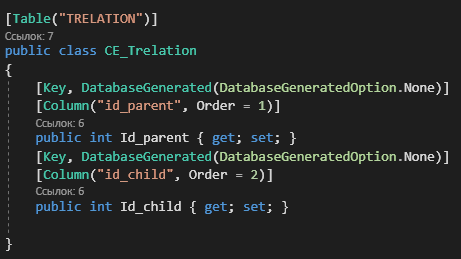 [Table("TRELATION")]
Ссылок: 7
public class CE_Trelation
{
[Key, DatabaseGenerated(DatabaseGeneratedOption.None)]
[Column("id_parent", Order = 1)]
Ссылок: 6
public int Id_parent { get; set; }
[Key, DatabaseGenerated(DatabaseGeneratedOption.None)]
[Column("id_child", Order = 2)]
Ссылок: 6
public int Id_child { get; set; }
}